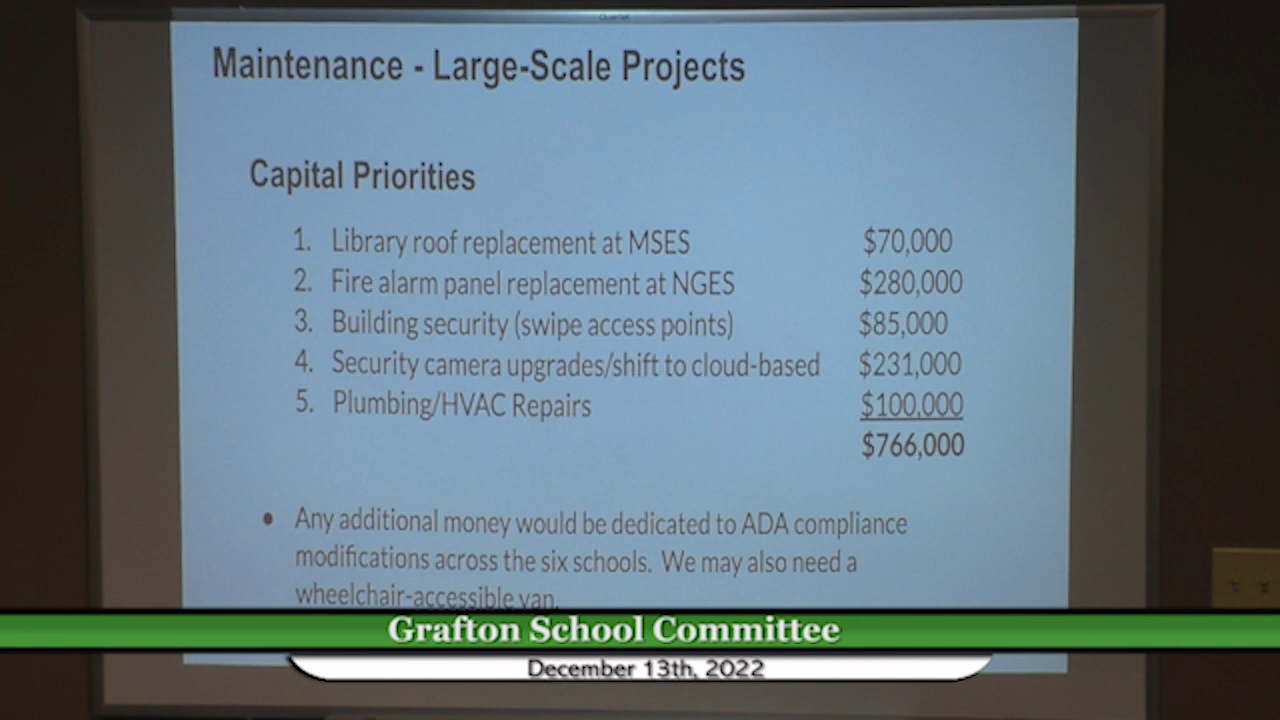 Maintenance - Large-Scale Projects
Capital Priorities
1. Library roof replacement at MSES $70,000
2. Fire alarm panel replacement at NGES $280,000
3. Building security (swipe access points) $85,000
4. Security camera upgrades/shift to cloud-based $231,000
5. Plumbing/HVAC Repairs $100,000
$766,000
• Any additional money would be dedicated to ADA compliance
modifications across the six schools. We may also need a
wheelchair-accessible van.
Grafton School Committee
December 13th, 2022